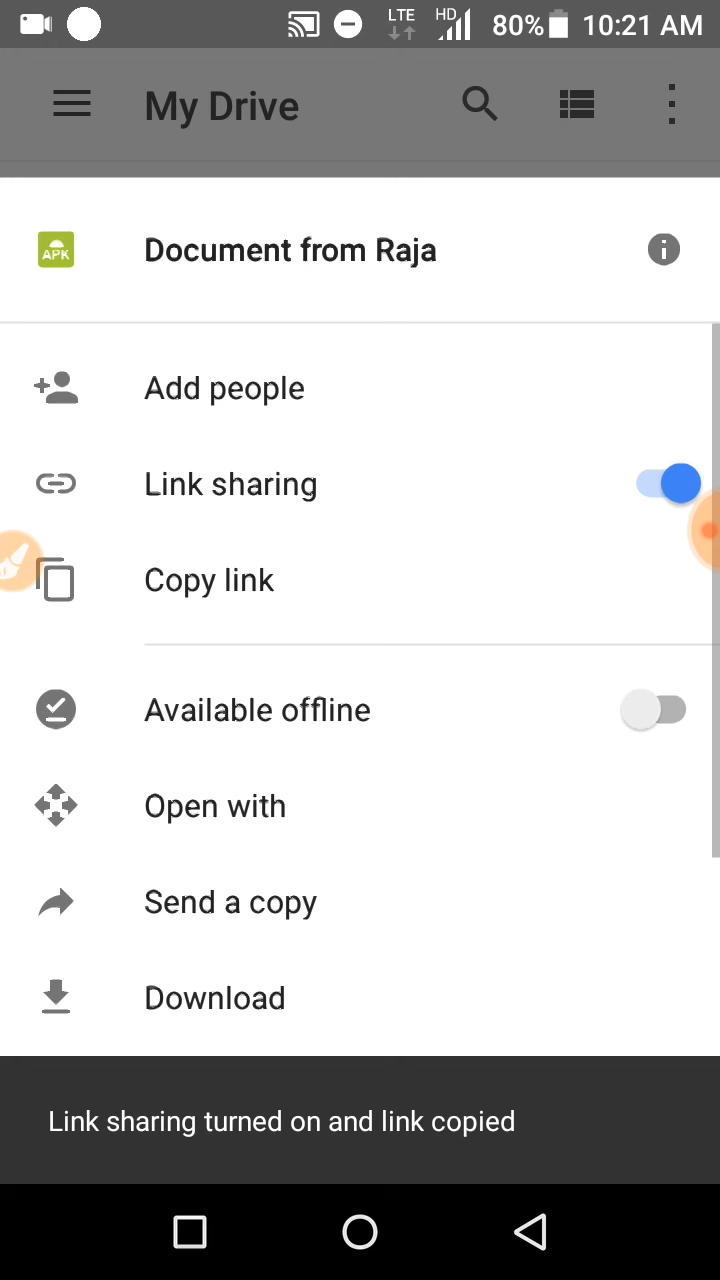 LTE HD 80% 10:21 AM
My Drive
APK Document from Raja
Add people
Link sharing
Copy link
Available offline
Open with
Send a copy
Download
Link sharing turned on and link copied